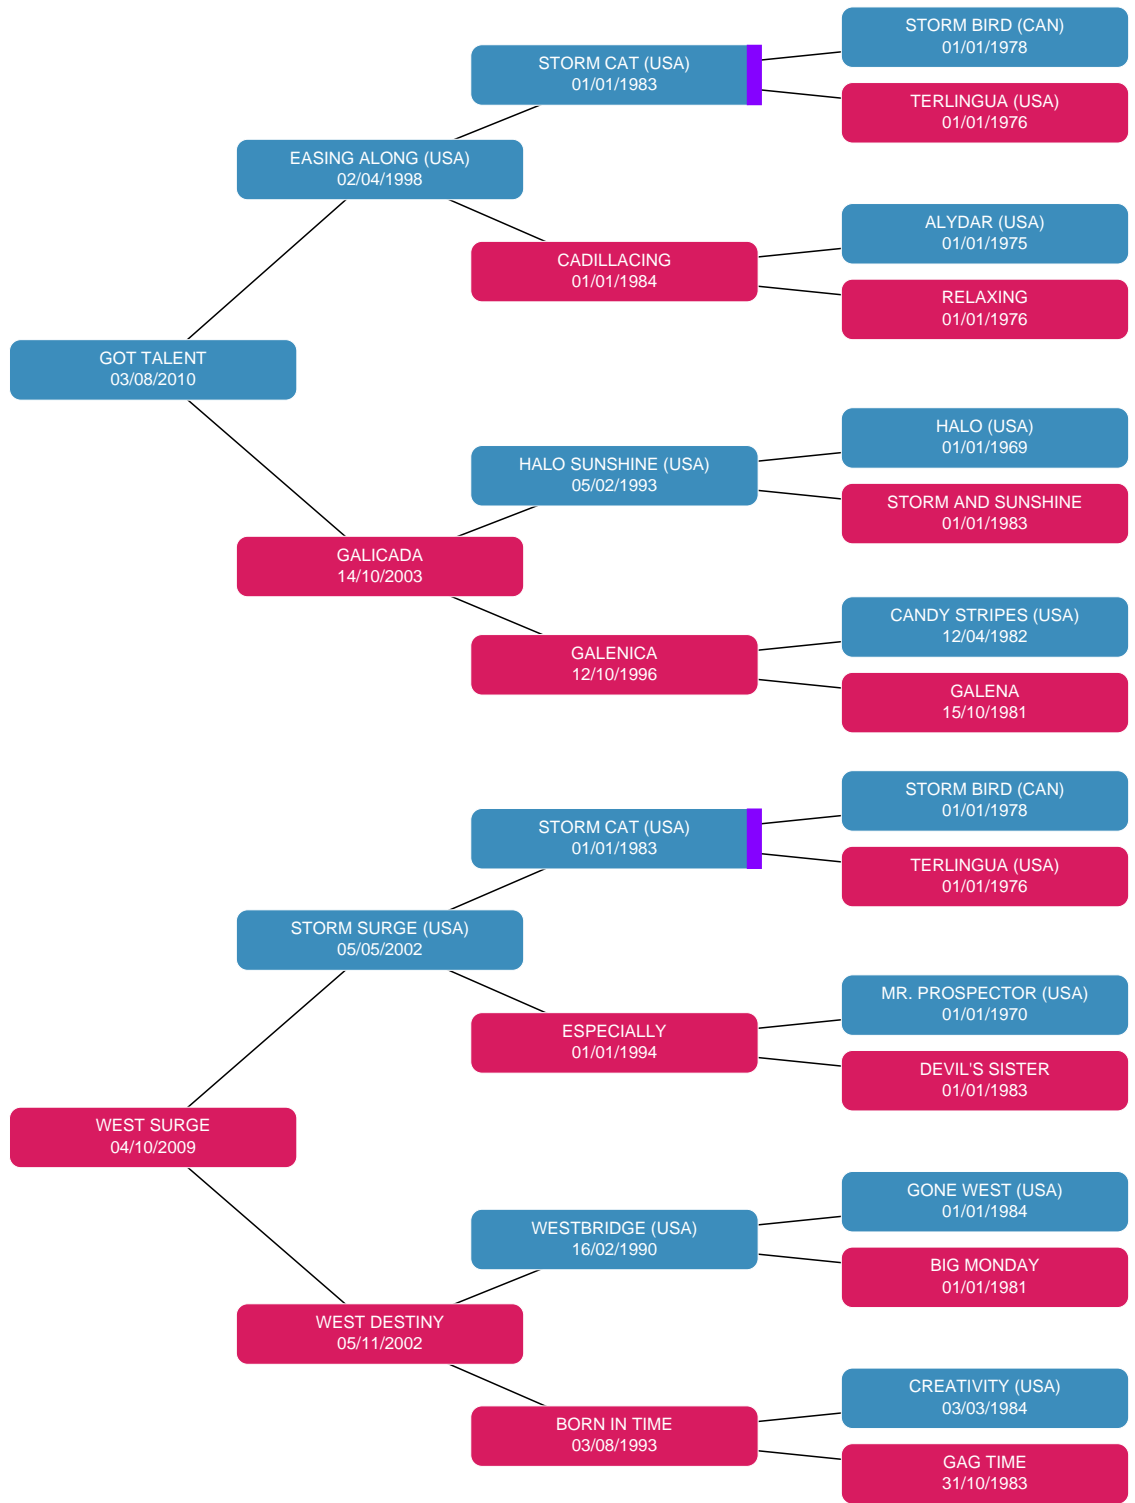 STORM BIRD (CAN)
01/01/1978
STORM CAT (USA)
01/01/1983
TERLINGUA (USA)
01/01/1976
EASING ALONG (USA)
02/04/1998
ALYDAR (USA)
01/01/1975
CADILLACING
01/01/1984
RELAXING
01/01/1976
GOT TALENT
03/08/2010
HALO (USA)
01/01/1969
HALO SUNSHINE (USA)
05/02/1993
STORM AND SUNSHINE
01/01/1983
GALICADA
14/10/2003
CANDY STRIPES (USA)
12/04/1982
GALENICA
12/10/1996
GALENA
15/10/1981
STORM BIRD (CAN)
01/01/1978
STORM CAT (USA)
01/01/1983
TERLINGUA (USA)
01/01/1976
STORM SURGE (USA)
05/05/2002
MR. PROSPECTOR (USA)
01/01/1970
ESPECIALLY
01/01/1994
DEVIL'S SISTER
01/01/1983
WEST SURGE
04/10/2009
GONE WEST (USA)
01/01/1984
WESTBRIDGE (USA)
16/02/1990
BIG MONDAY
01/01/1981
WEST DESTINY
05/11/2002
CREATIVITY (USA)
03/03/1984
BORN IN TIME
03/08/1993
GAG TIME
31/10/1983